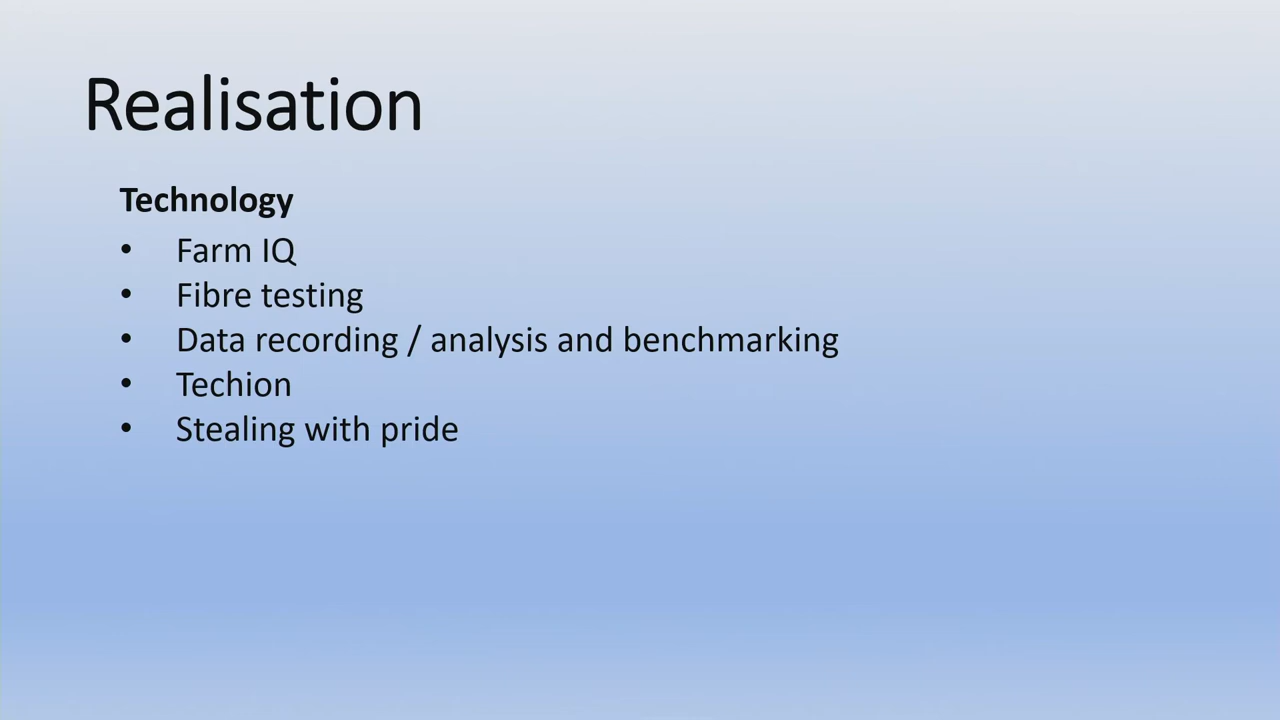 Realisation
Technology
• Farm IQ
• Fibre testing
• Data recording / analysis and benchmarking
• Techion
• Stealing with pride